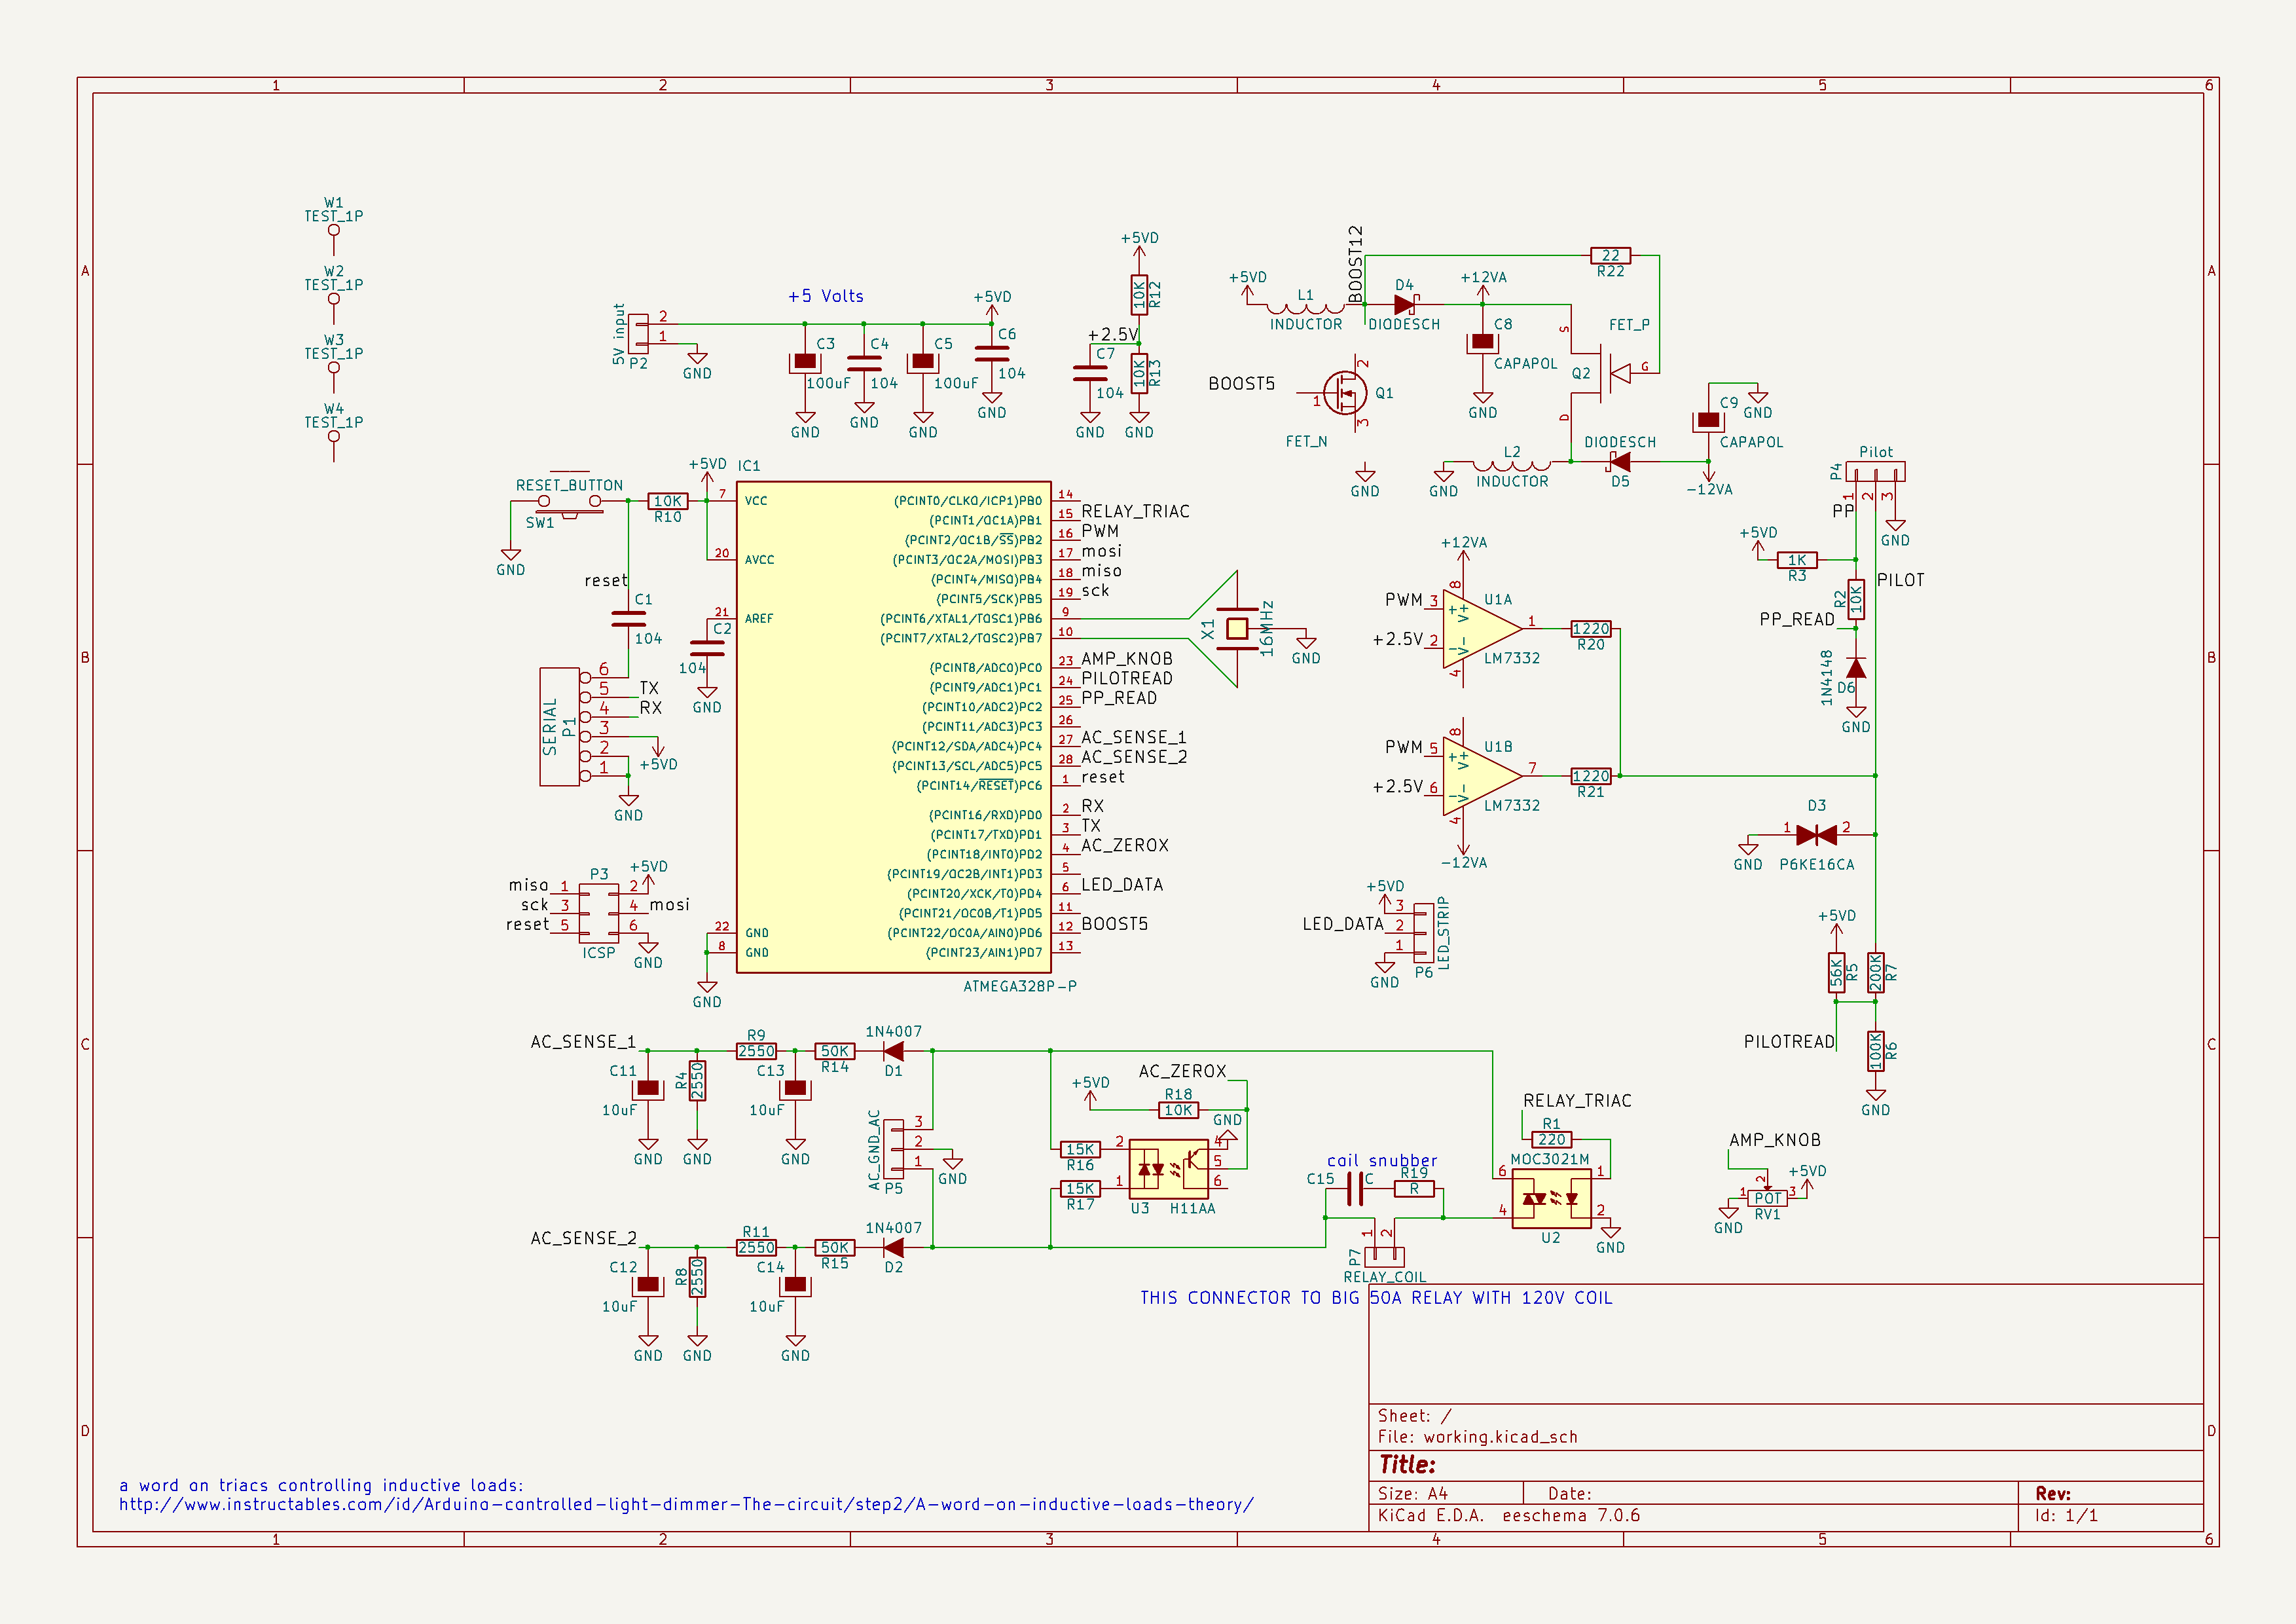 1 2 3 4 5 6
A
B
C
D
W1
TEST_1P
W2
TEST_1P
W3
TEST_1P
W4
TEST_1P
+5 Volts
5V input
P2
2
1
GND
+5VD
C3
100uF
GND
C4
104
GND
C5
100uF
GND
C6
104
GND
+5VD
10K
R12
+2.5V
C7
104
GND
10K
R13
GND
+5VD
L1
INDUCTOR
BOOST12
D4
DIODESCH
+12VA
C8
CAPAPOL
GND
22
R22
FET_P
S
G
D
Q2
BOOST5
1
2
3
Q1
FET_N
GND
GND
L2
INDUCTOR
DIODESCH
D5
C9
CAPAPOL
GND
-12VA
Pilot
P4
1
2
3
PP
GND
+5VD
1K
R3
R2
10K
PILOT
PP_READ
1N4148
D6
GND
RESET_BUTTON
SW1
GND
10K
R10
+5VD
reset
C1
104
SERIAL
P1
6
5
4
3
2
1
TX
RX
+5VD
GND
C2
104
GND
IC1
7 VCC
20 AVCC
21 AREF
22 GND
8 GND
GND
(PCINT0/CLKO/ICP1)PB0 14
(PCINT1/OC1A)PB1 15 RELAY_TRIAC
(PCINT2/OC1B/SS)PB2 16 PWM
(PCINT3/OC2A/MOSI)PB3 17 mosi
(PCINT4/MISO)PB4 18 miso
(PCINT5/SCK)PB5 19 sck
(PCINT6/XTAL1/TOSC1)PB6 9
(PCINT7/XTAL2/TOSC2)PB7 10
(PCINT8/ADC0)PC0 23 AMP_KNOB
(PCINT9/ADC1)PC1 24 PILOTREAD
(PCINT10/ADC2)PC2 25 PP_READ
(PCINT11/ADC3)PC3 26
(PCINT12/SDA/ADC4)PC4 27 AC_SENSE_1
(PCINT13/SCL/ADC5)PC5 28 AC_SENSE_2
(PCINT14/RESET)PC6 1 reset
(PCINT16/RXD)PD0 2 RX
(PCINT17/TXD)PD1 3 TX
(PCINT18/INT0)PD2 4 AC_ZEROX
(PCINT19/OC2B/INT1)PD3 5
(PCINT20/XCK/T0)PD4 6 LED_DATA
(PCINT21/OC0B/T1)PD5 11
(PCINT22/OC0A/AIN0)PD6 12 BOOST5
(PCINT23/AIN1)PD7 13
ATMEGA328P-P
X1
16MHz
GND
+12VA
PWM 3
+2.5V 2
+
−
V+
V-
8
4
1
U1A
LM7332
1220
R20
PWM 5
+2.5V 6
+
−
V+
V-
8
4
7
U1B
LM7332
-12VA
1220
R21
D3
1 2
P6KE16CA
GND
+5VD
56K
R5
200K
R7
PILOTREAD
100K
R6
GND
P3
miso 1
sck 3
reset 5
2 +5VD
4 mosi
6
GND
ICSP
+5VD
LED_DATA
3
2
1
GND
P6
LED_STRIP
AC_SENSE_1
C11
10uF
GND
R4
2550
GND
R9
2550
C13
10uF
GND
50K
R14
1N4007
D1
AC_GND_AC
P5
3
2
1
GND
AC_SENSE_2
C12
10uF
GND
R8
2550
GND
R11
2550
C14
10uF
GND
50K
R15
1N4007
D2
AC_ZEROX
+5VD
R18
10K
GND
15K
R16
15K
R17
2
1
4
5
6
U3
H11AA
coil snubber
C15
C
R19
R
P7
1
2
RELAY_COIL
THIS CONNECTOR TO BIG 50A RELAY WITH 120V COIL
RELAY_TRIAC
R1
220
MOC3021M
6
4
1
2
U2
GND
AMP_KNOB
+5VD
1
2
3
POT
RV1
GND
a word on triacs controlling inductive loads:
http://www.instructables.com/id/Arduino-controlled-light-dimmer-The-circuit/step2/A-word-on-inductive-loads-theory/
Sheet: /
File: working.kicad_sch
Title:
Size: A4
Date:
Rev:
KiCad E.D.A. eeschema 7.0.6
Id: 1/1
A
B
C
D
1 2 3 4 5 6